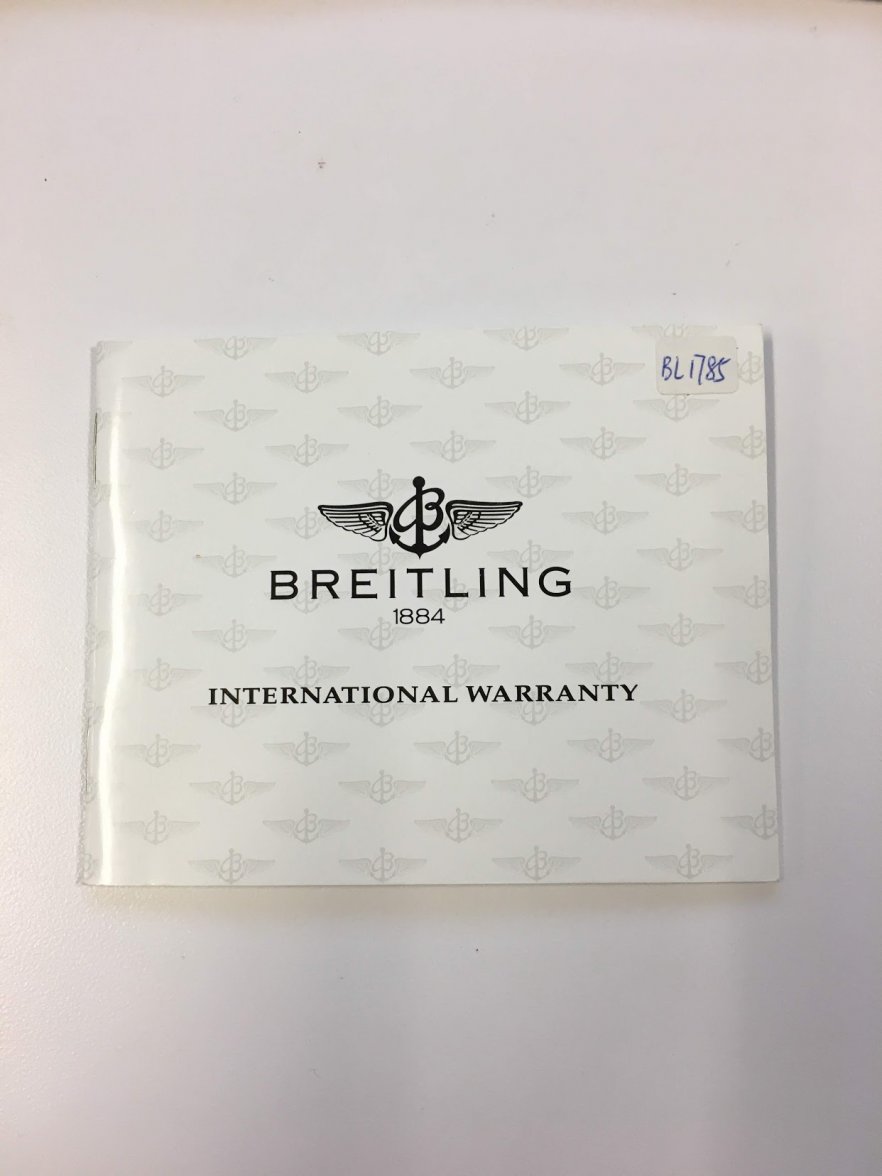 BL1785
BREITLING
1884
INTERNATIONAL WARRANTY